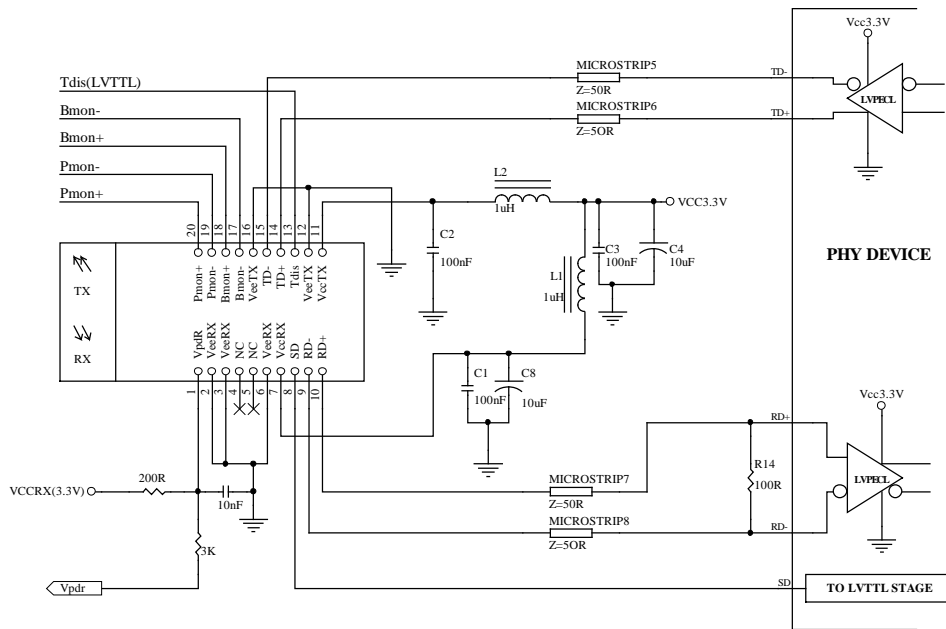 Vcc3.3V
MICROSTRIP5
TD-
Tdis(LVTTL)
Z=50R
LVPECL
MICROSTRIP6
TD+
Bmon-
Z=5OR
Bmon+
Pmon-
L2
Pmon+
1uH
VCC3.3V
20
19
18
17
16
15
14
13
12
11
C2
100nF
C3
100nF
C4
10uF
PHY DEVICE
L1
1uH
TX
Pmon+
Pmon-
Bmon+
Bmon-
VeeTX
TD-
TD+
Tdis
VeeTX
VccTX
RX
VpdR
VeeRX
VeeRX
NC
NC
VeeRX
VccRX
SD
RD-
RD+
1
2
3
4
5
6
7
8
9
10
C1
100nF
C8
10uF
Vcc3.3V
RD+
R14
100R
LVPECL
200R
VCCRX(3.3V)
10nF
MICROSTRIP7
Z=50R
MICROSTRIP8
RD-
Z=5OR
3K
Vpdr
SD
TO LVTTL STAGE